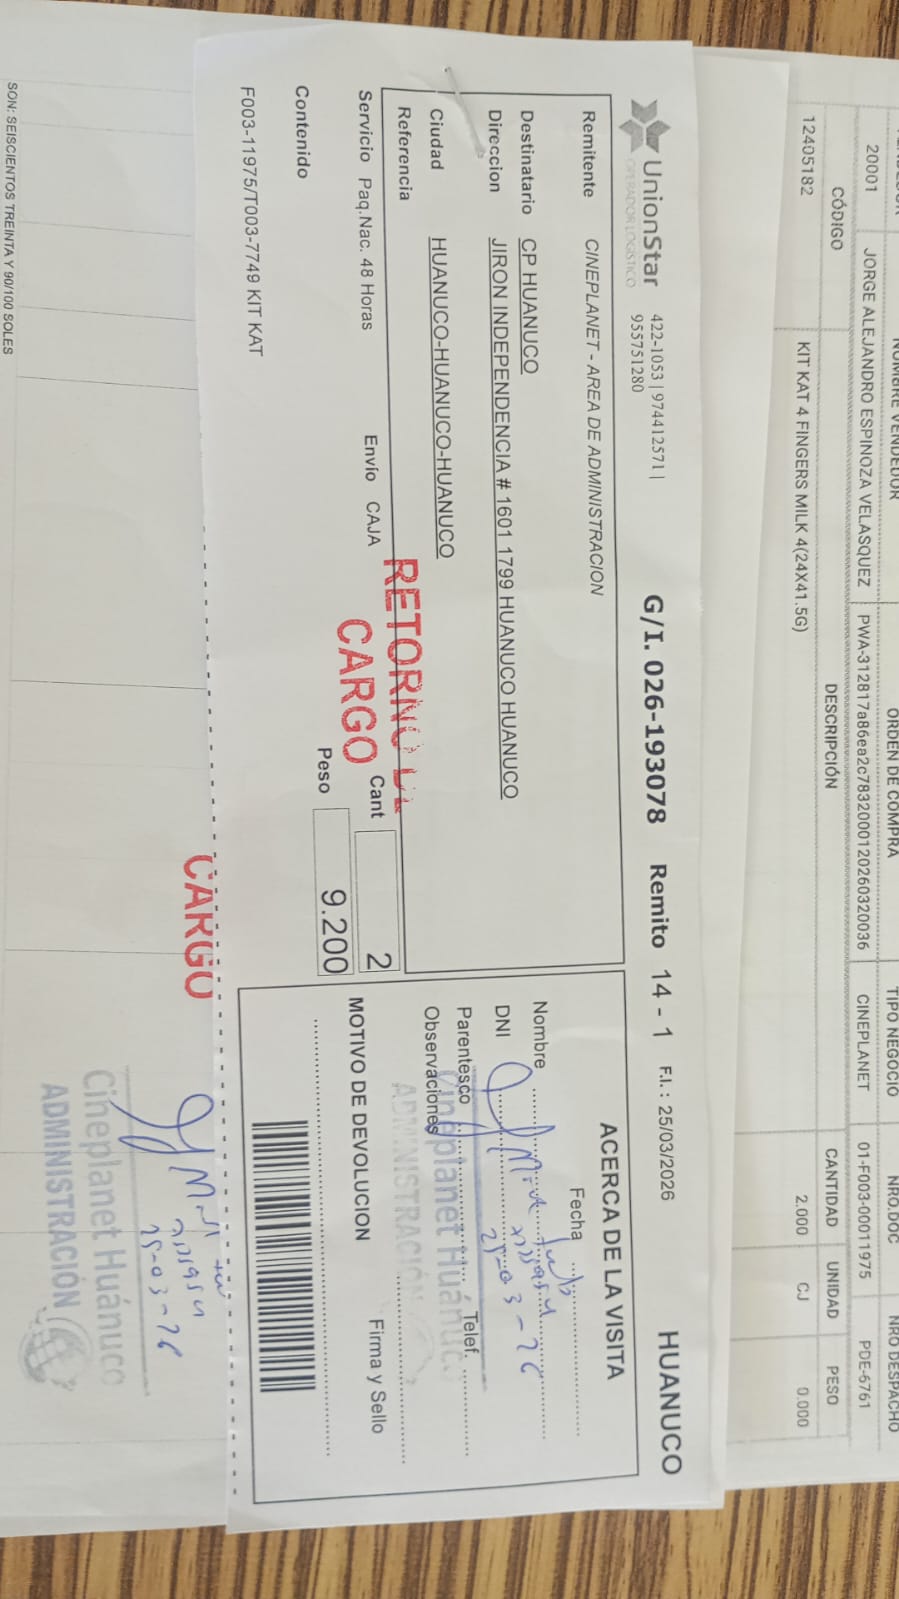 NOMBRE VENDEDOR ORDEN DE COMPRA TIPO NEGOCIO NRO.DOC NRO DESPACHO
20001 JORGE ALEJANDRO ESPINOZA VELASQUEZ PWA-312817a86ea2c7832000120260320036 CINEPLANET 01-F003-00011975 PDE-6761
CÓDIGO DESCRIPCIÓN CANTIDAD UNIDAD PESO
12405182 KIT KAT 4 FINGERS MILK 4(24X41.5G) 2.000 CJ 0.000
UnionStar
OPERADOR LOGISTICO
422-1053 | 974412571 |
955751280
G/I. 026-193078 Remito 14 - 1 F.I.: 25/03/2026 HUANUCO
Remitente CINEPLANET - AREA DE ADMINISTRACION
Destinatario CP HUANUCO
Direccion JIRON INDEPENDENCIA # 1601 1799 HUANUCO HUANUCO
Ciudad HUANUCO-HUANUCO-HUANUCO
Referencia
Servicio Paq.Nac. 48 Horas Envío CAJA Cant 2
Peso 9.200
Contenido
F003-11975/T003-7749 KIT KAT
RETORNO DE
CARGO
ACERCA DE LA VISITA
Fecha
Nombre
DNI
25-03-26
Parentesco Telef.
Observaciones
Cineplanet Huánuco
ADMINISTRACIÓN
MOTIVO DE DEVOLUCION Firma y Sello
CARGO
25-03-26
Cineplanet Huánuco
ADMINISTRACIÓN
SON: SEISCIENTOS TREINTA Y 90/100 SOLES